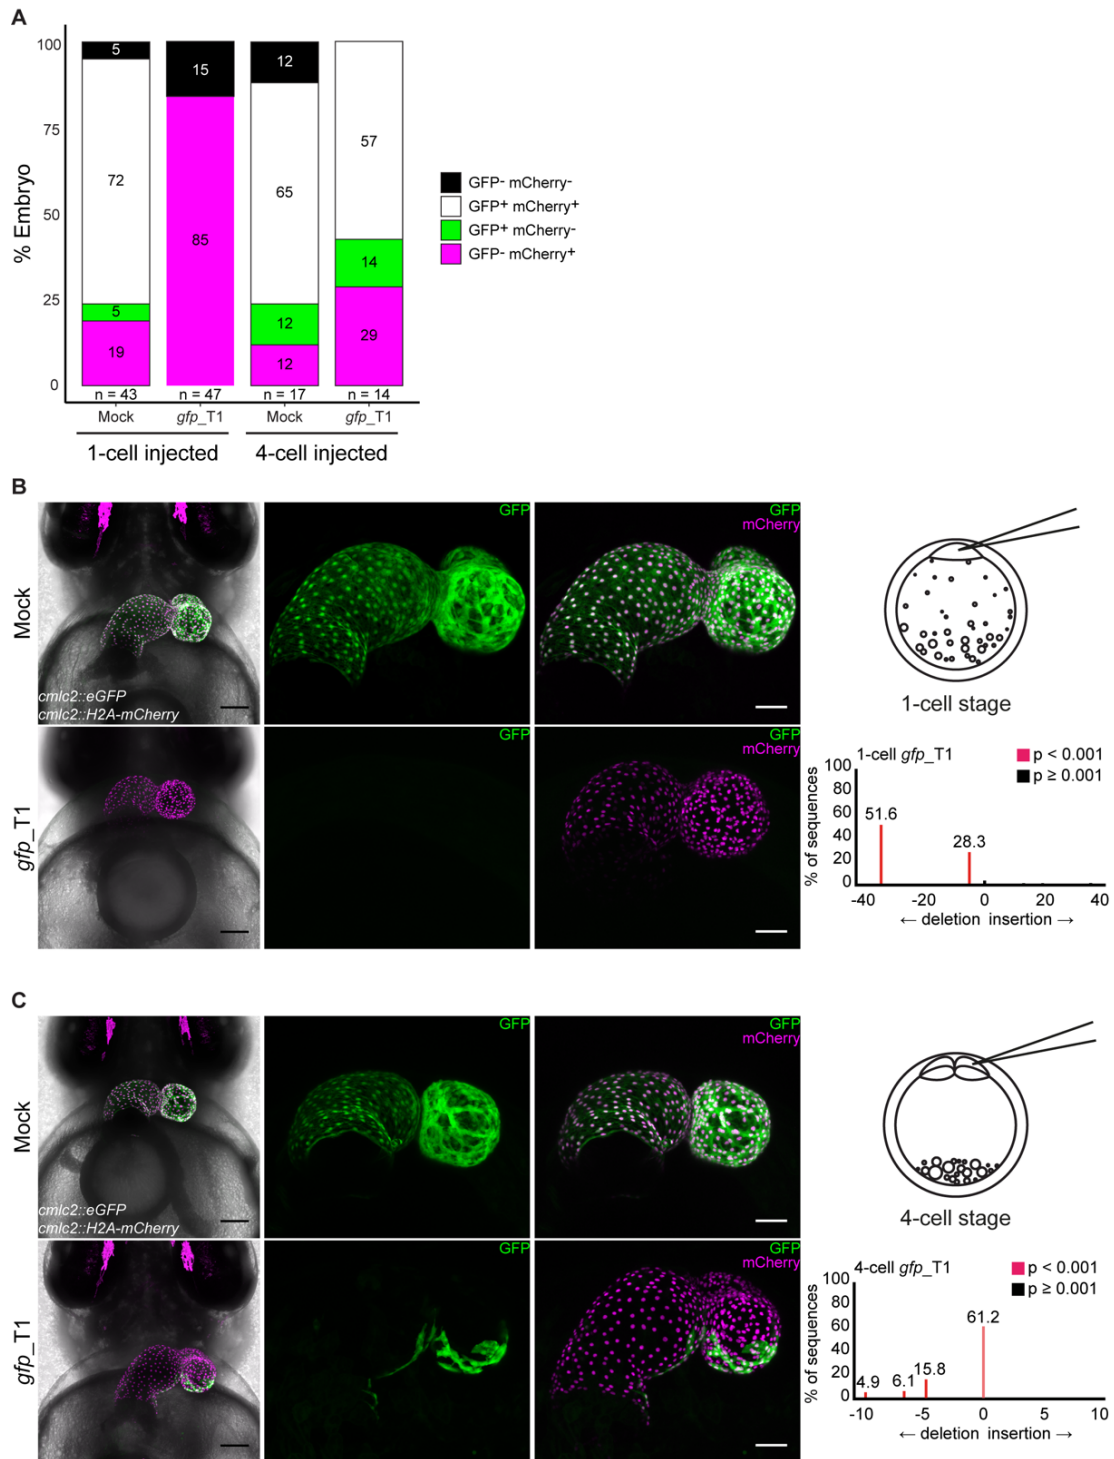 A
% Embryo
100
75
50
25
0
5
72
5
19
15
85
12
65
12
12
57
14
29
n = 43
n = 47
n = 17
n = 14
Mock
gfp_T1
Mock
gfp_T1
1-cell injected
4-cell injected
GFP- mCherry-
GFP+ mCherry+
GFP+ mCherry-
GFP- mCherry+
B
Mock
cmlc2::eGFP
cmlc2::H2A-mCherry
GFP
GFP
mCherry
1-cell stage
gfp_T1
GFP
GFP
mCherry
1-cell gfp_T1
p < 0.001
p ≥ 0.001
% of sequences
100
80
60
40
20
0
51.6
28.3
-40
-20
0
20
40
← deletion insertion →
C
Mock
cmlc2::eGFP
cmlc2::H2A-mCherry
GFP
GFP
mCherry
4-cell stage
gfp_T1
GFP
GFP
mCherry
4-cell gfp_T1
p < 0.001
p ≥ 0.001
% of sequences
100
80
60
40
20
0
4.9
6.1
15.8
61.2
-10
-5
0
5
10
← deletion insertion →